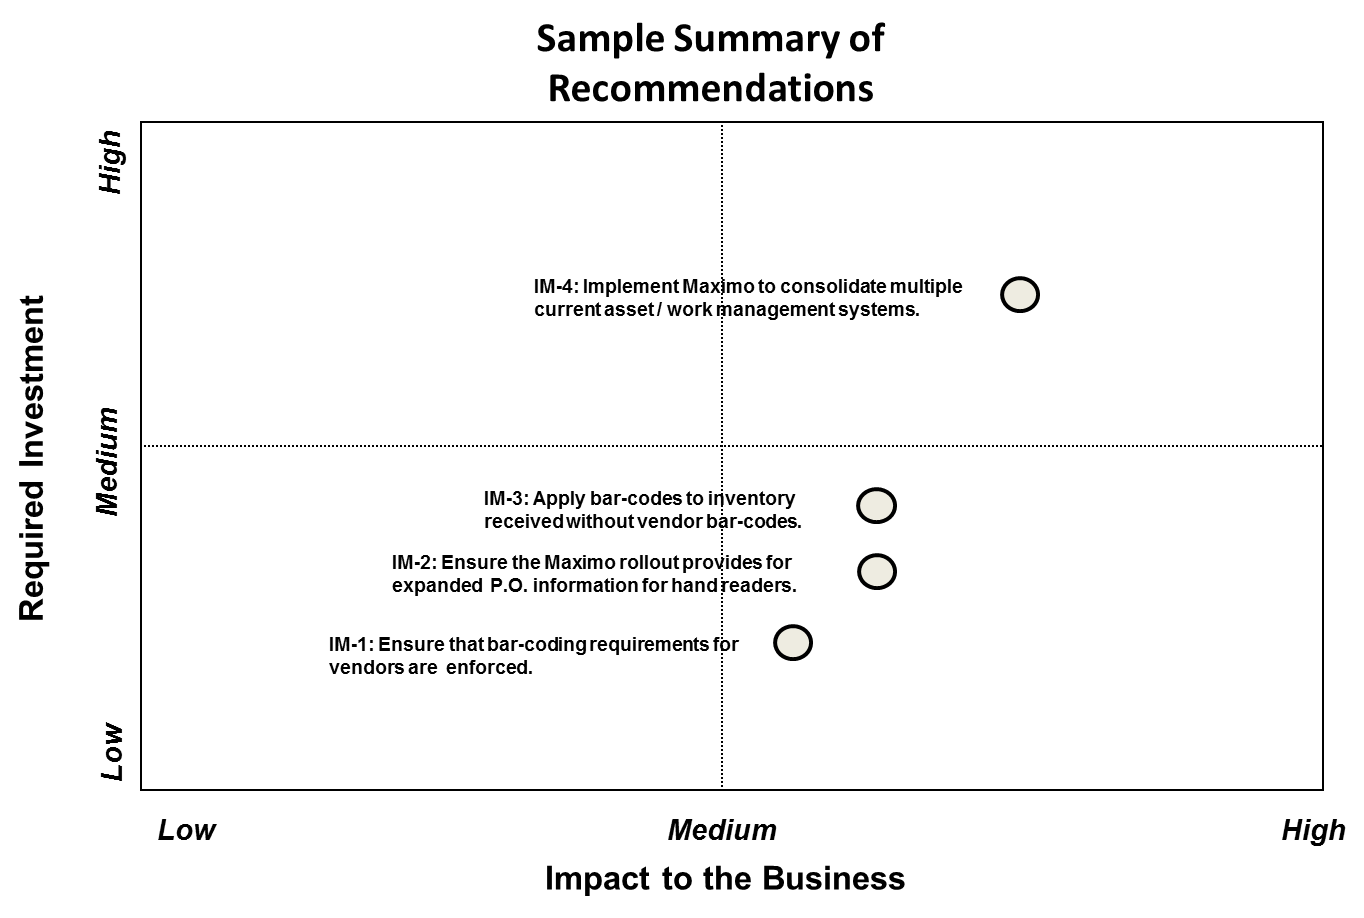 Sample Summary of
Recommendations
High
Medium
Low
Required Investment
IM-4: Implement Maximo to consolidate multiple
current asset / work management systems.
IM-3: Apply bar-codes to inventory
received without vendor bar-codes.
IM-2: Ensure the Maximo rollout provides for
expanded P.O. information for hand readers.
IM-1: Ensure that bar-coding requirements for
vendors are enforced.
Low
Medium
High
Impact to the Business